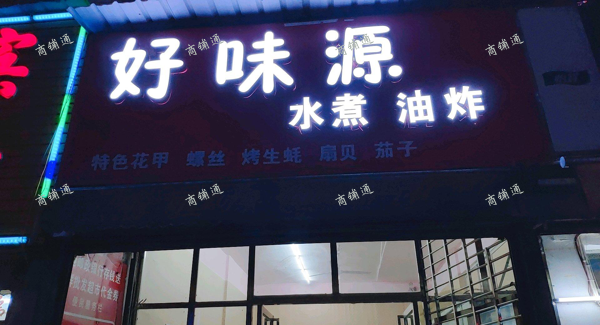 好味源
水煮 油炸
特色花甲 螺丝 烤生蚝 扇贝 茄子
商铺通 商铺通 商铺通
商铺通 商铺通 商铺通